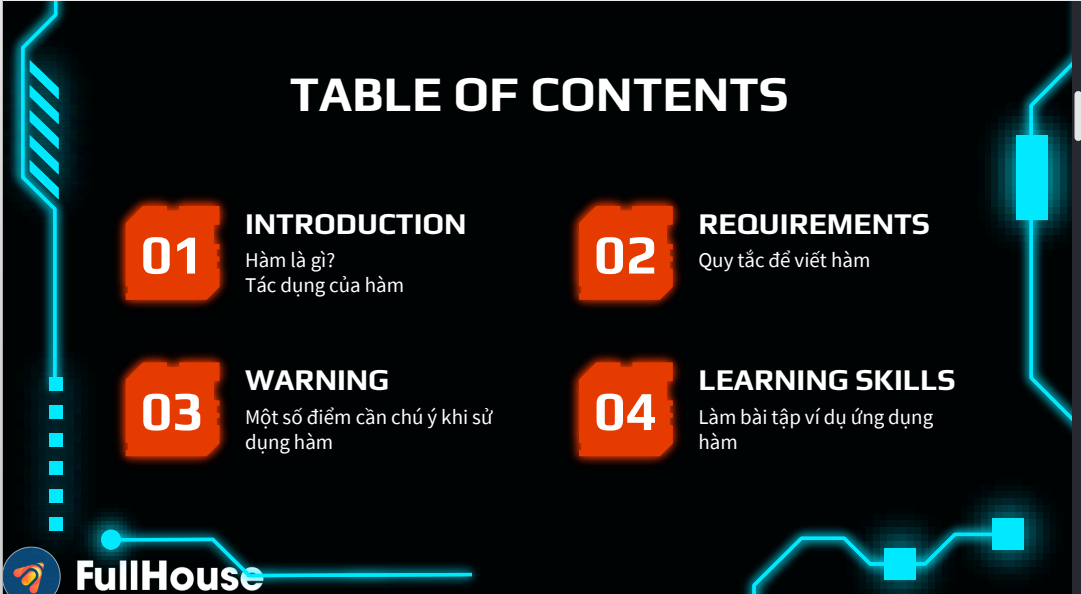 TABLE OF CONTENTS
01
INTRODUCTION
Hàm là gì?
Tác dụng của hàm
02
REQUIREMENTS
Quy tắc để viết hàm
03
WARNING
Một số điểm cần chú ý khi sử
dụng hàm
04
LEARNING SKILLS
Làm bài tập ví dụ ứng dụng
hàm
FullHouse